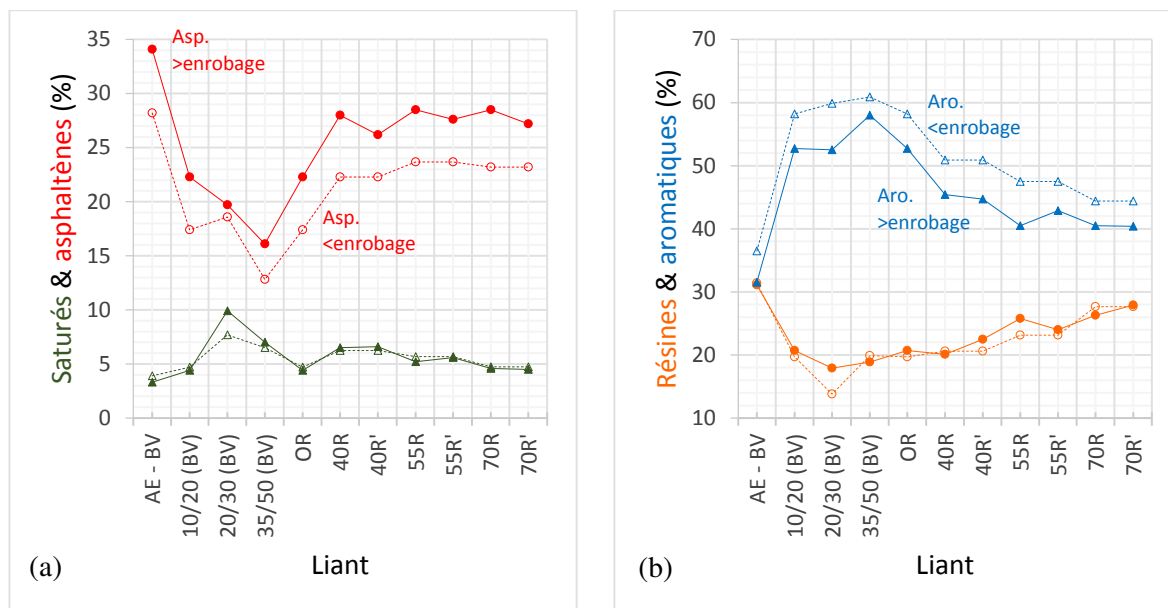 35
30
25
20
15
10
5
0
Saturés & asphaltènes (%)
Asp.
>enrobage
Asp.
<enrobage
AE - BV
10/20 (BV)
20/30 (BV)
35/50 (BV)
OR
40R
40R'
55R
55R'
70R
70R'
(a)
Liant
70
60
50
40
30
20
10
Résines & aromatiques (%)
Aro.
<enrobage
Aro.
>enrobage
AE - BV
10/20 (BV)
20/30 (BV)
35/50 (BV)
OR
40R
40R'
55R
55R'
70R
70R'
(b)
Liant